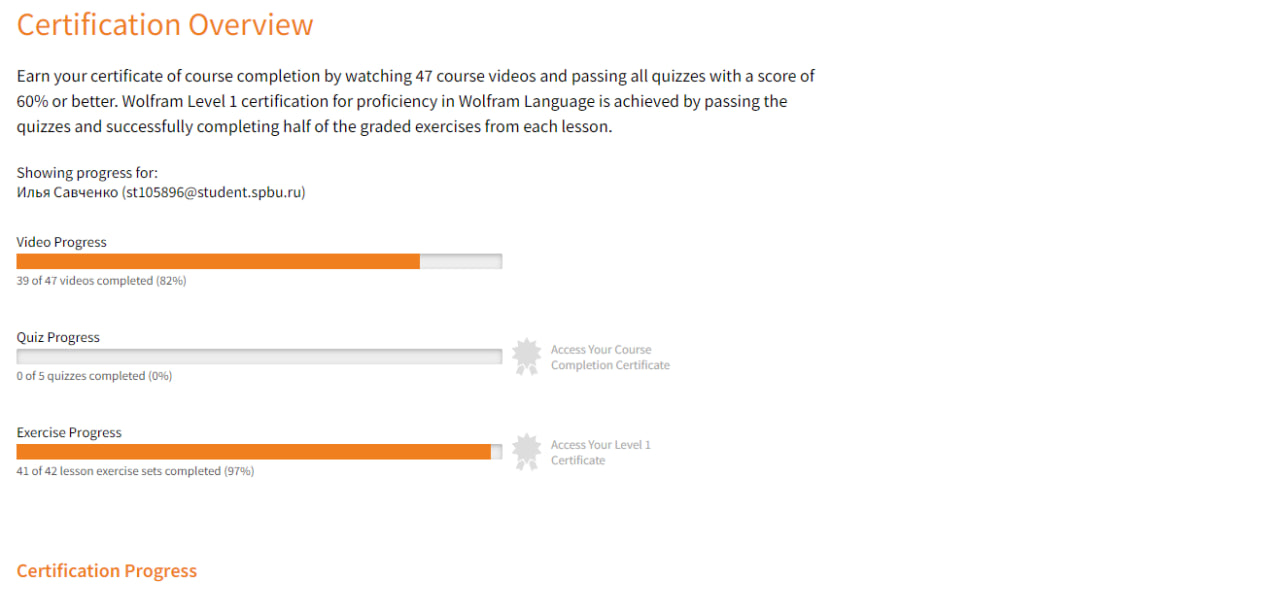 Certification Overview
Earn your certificate of course completion by watching 47 course videos and passing all quizzes with a score of
60% or better. Wolfram Level 1 certification for proficiency in Wolfram Language is achieved by passing the
quizzes and successfully completing half of the graded exercises from each lesson.
Showing progress for:
Илья Савченко (st105896@student.spbu.ru)
Video Progress
39 of 47 videos completed (82%)
Quiz Progress
Access Your Course
Completion Certificate
0 of 5 quizzes completed (0%)
Exercise Progress
Access Your Level 1
Certificate
41 of 42 lesson exercise sets completed (97%)
Certification Progress